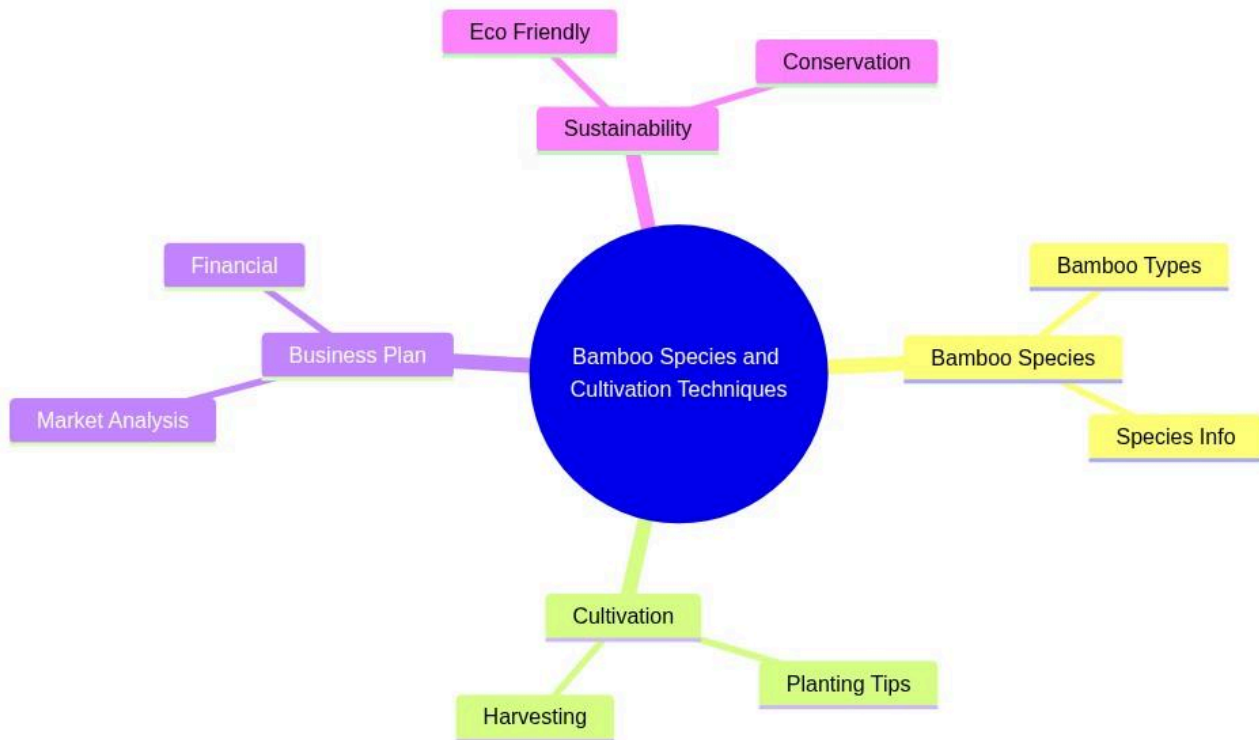 Eco Friendly
Conservation
Sustainability
Financial
Bamboo Types
Business Plan
Bamboo Species and
Cultivation Techniques
Bamboo Species
Market Analysis
Species Info
Cultivation
Planting Tips
Harvesting